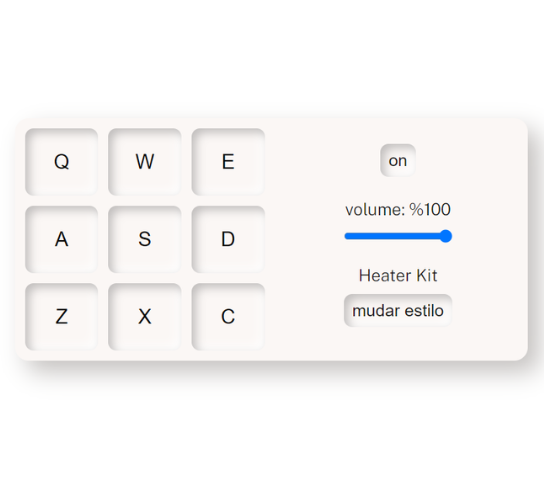 Q W E
on
A S D
volume: %100
Heater Kit
Z X C
mudar estilo